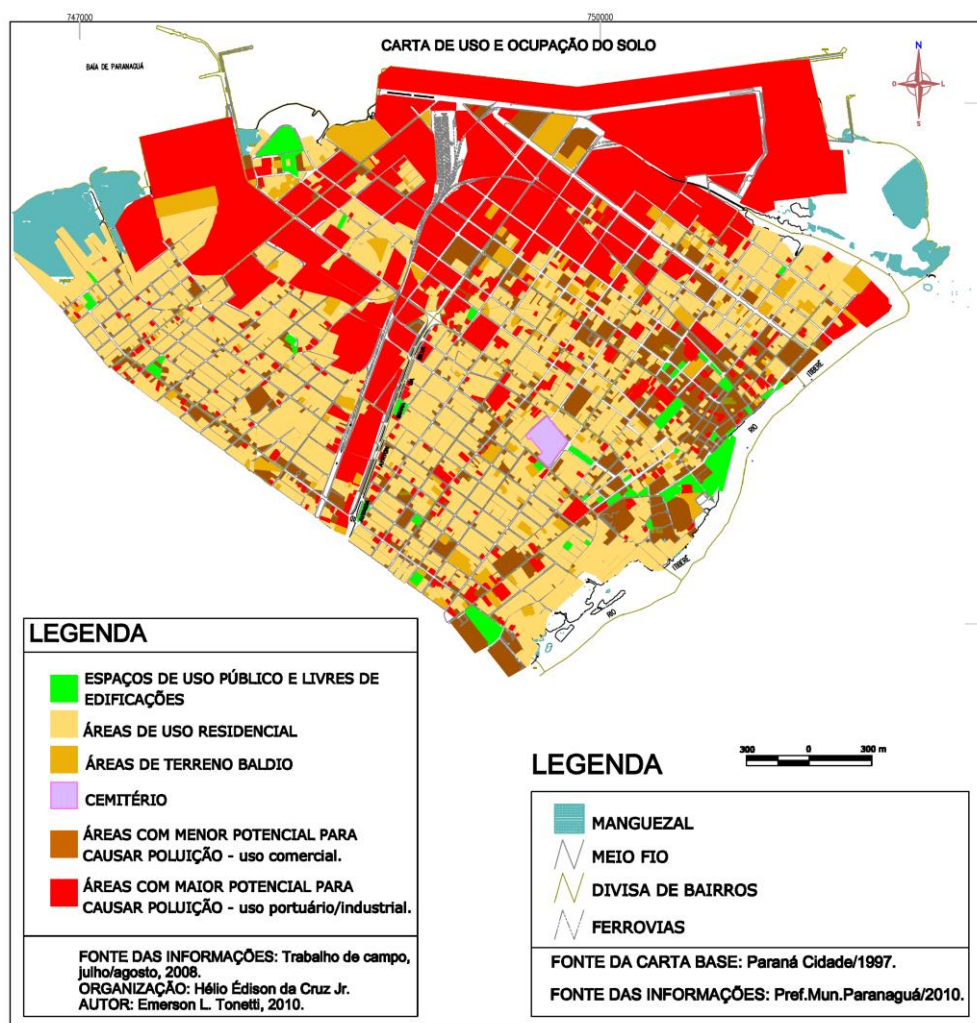 747000
750000
CARTA DE USO E OCUPAÇÃO DO SOLO
BAÍA DE PARANAGUÁ
N
O
L
S
ITIBERÊ
RIO
ITIBERÊ
RIO
LEGENDA
ESPAÇOS DE USO PÚBLICO E LIVRES DE
EDIFICAÇÕES
ÁREAS DE USO RESIDENCIAL
ÁREAS DE TERRENO BALDIO
CEMITÉRIO
ÁREAS COM MENOR POTENCIAL PARA
CAUSAR POLUIÇÃO - uso comercial.
ÁREAS COM MAIOR POTENCIAL PARA
CAUSAR POLUIÇÃO - uso portuário/industrial.
FONTE DAS INFORMAÇÕES: Trabalho de campo,
julho/agosto, 2008.
ORGANIZAÇÃO: Hélio Édison da Cruz Jr.
AUTOR: Emerson L. Tonetti, 2010.
300 0 300 m
LEGENDA
MANGUEZAL
MEIO FIO
DIVISA DE BAIRROS
FERROVIAS
FONTE DA CARTA BASE: Paraná Cidade/1997.
FONTE DAS INFORMAÇÕES: Pref.Mun.Paranaguá/2010.